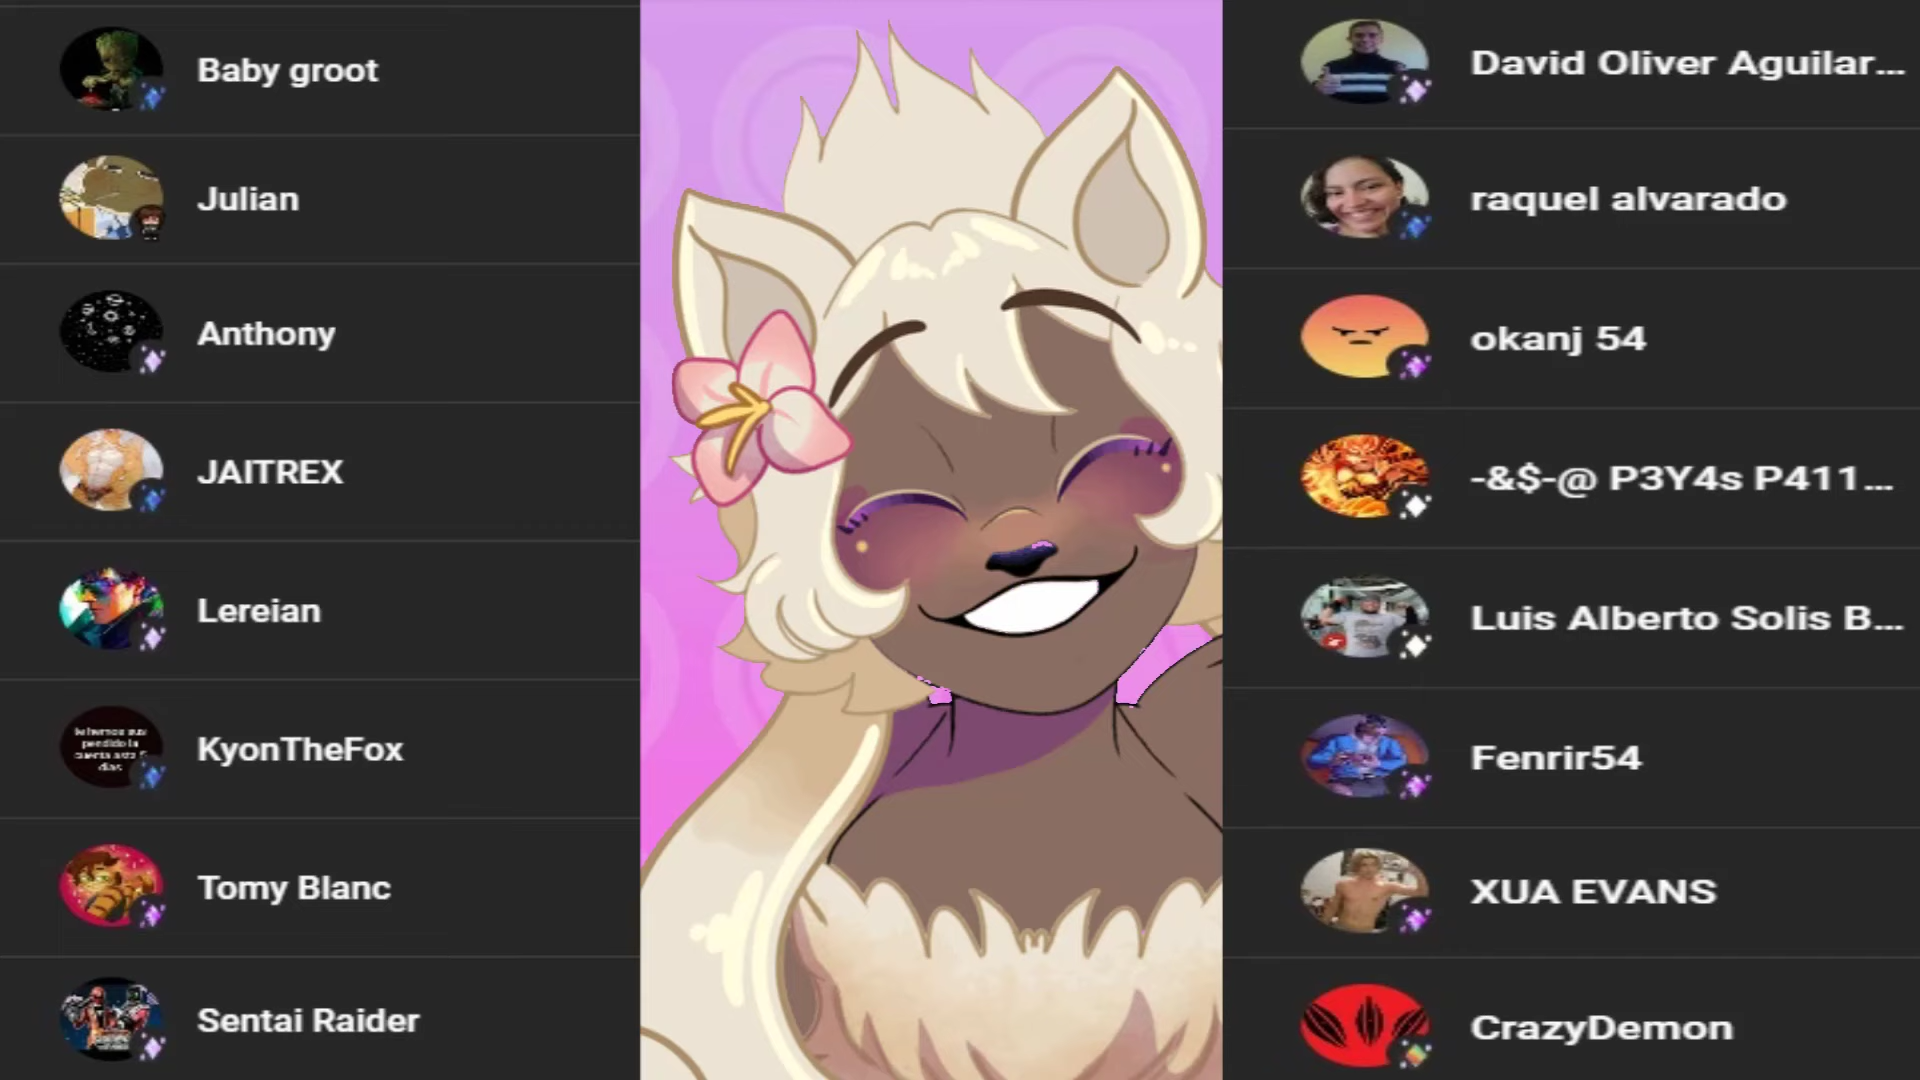 Baby groot
Julian
Anthony
JAITREX
Lereian
KyonTheFox
Tomy Blanc
Sentai Raider
David Oliver Aguilar...
raquel alvarado
okanj 54
-&$-@ P3Y4s P411...
Luis Alberto Solis B...
Fenrir54
XUA EVANS
CrazyDemon